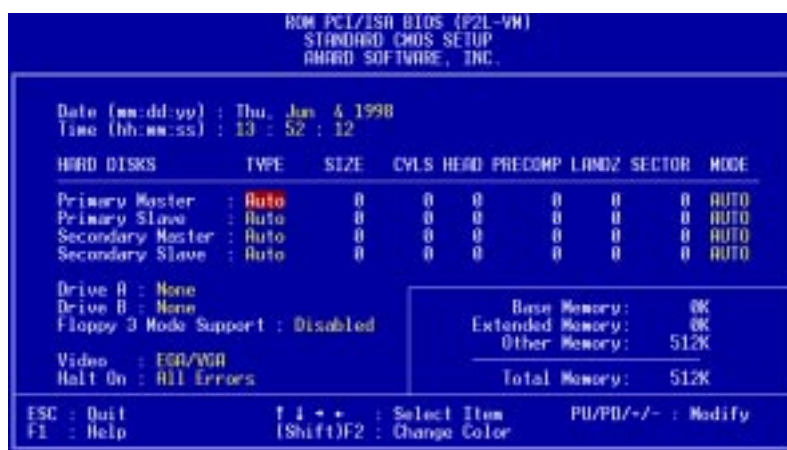 ROM PCI/ISA BIOS (P2L-VM)
STANDARD CMOS SETUP
AWARD SOFTWARE, INC.
Date (mm:dd:yy) : Thu, Jun 4 1998
Time (hh:mm:ss) : 13 : 52 : 12
HARD DISKS TYPE SIZE CYLS HEAD PRECOMP LANDZ SECTOR MODE
Primary Master : Auto 0 0 0 0 0 0 AUTO
Primary Slave : Auto 0 0 0 0 0 0 AUTO
Secondary Master : Auto 0 0 0 0 0 0 AUTO
Secondary Slave : Auto 0 0 0 0 0 0 AUTO
Drive A : None
Drive B : None
Floppy 3 Mode Support : Disabled
Video : EGA/VGA
Halt On : All Errors
Base Memory: 0K
Extended Memory: 0K
Other Memory: 512K
Total Memory: 512K
ESC : Quit ↑ ↓ → ← : Select Item PU/PD/+/- : Modify
F1 : Help (Shift)F2 : Change Color